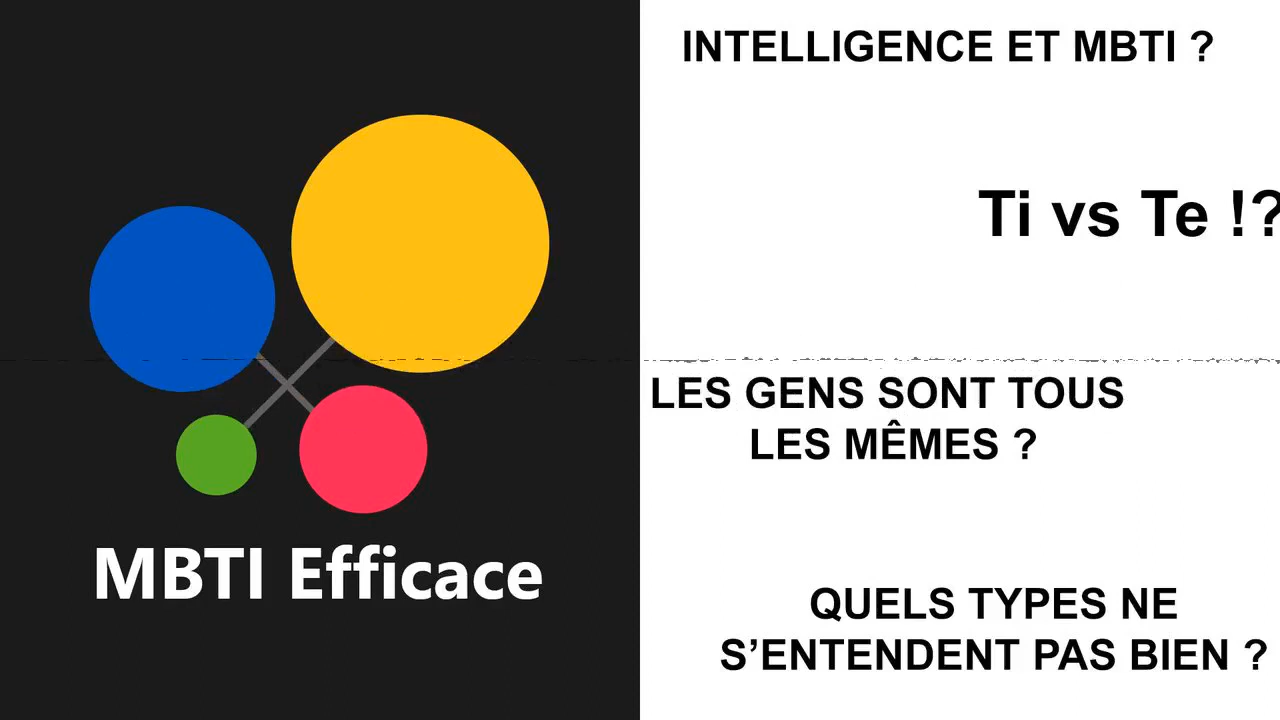 MBTI Efficace
INTELLIGENCE ET MBTI ?
Ti vs Te !?
LES GENS SONT TOUS
LES MÊMES ?
QUELS TYPES NE
S’ENTENDENT PAS BIEN ?